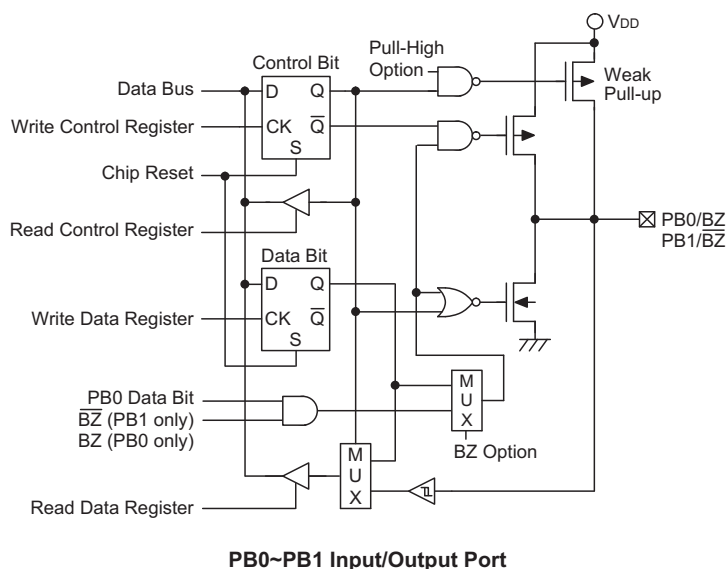 VDD
Pull-High
Option
Control Bit
Weak
Pull-up
Data Bus
D Q
Write Control Register
CK Q̅
S
Chip Reset
PB0/BZ
PB1/B̅Z̅
Read Control Register
Data Bit
D Q
Write Data Register
CK Q̅
S
M
U
X
PB0 Data Bit
B̅Z̅ (PB1 only)
BZ (PB0 only)
BZ Option
M
U
X
Read Data Register
PB0~PB1 Input/Output Port